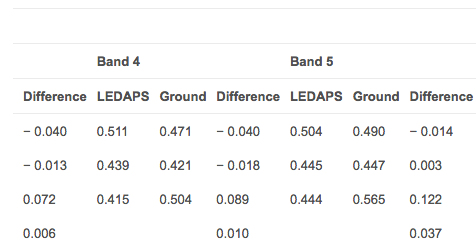 Band 4 Band 5
Difference LEDAPS Ground Difference LEDAPS Ground Difference
− 0.040 0.511 0.471 − 0.040 0.504 0.490 − 0.014
− 0.013 0.439 0.421 − 0.018 0.445 0.447 0.003
0.072 0.415 0.504 0.089 0.444 0.565 0.122
0.006 0.010 0.037